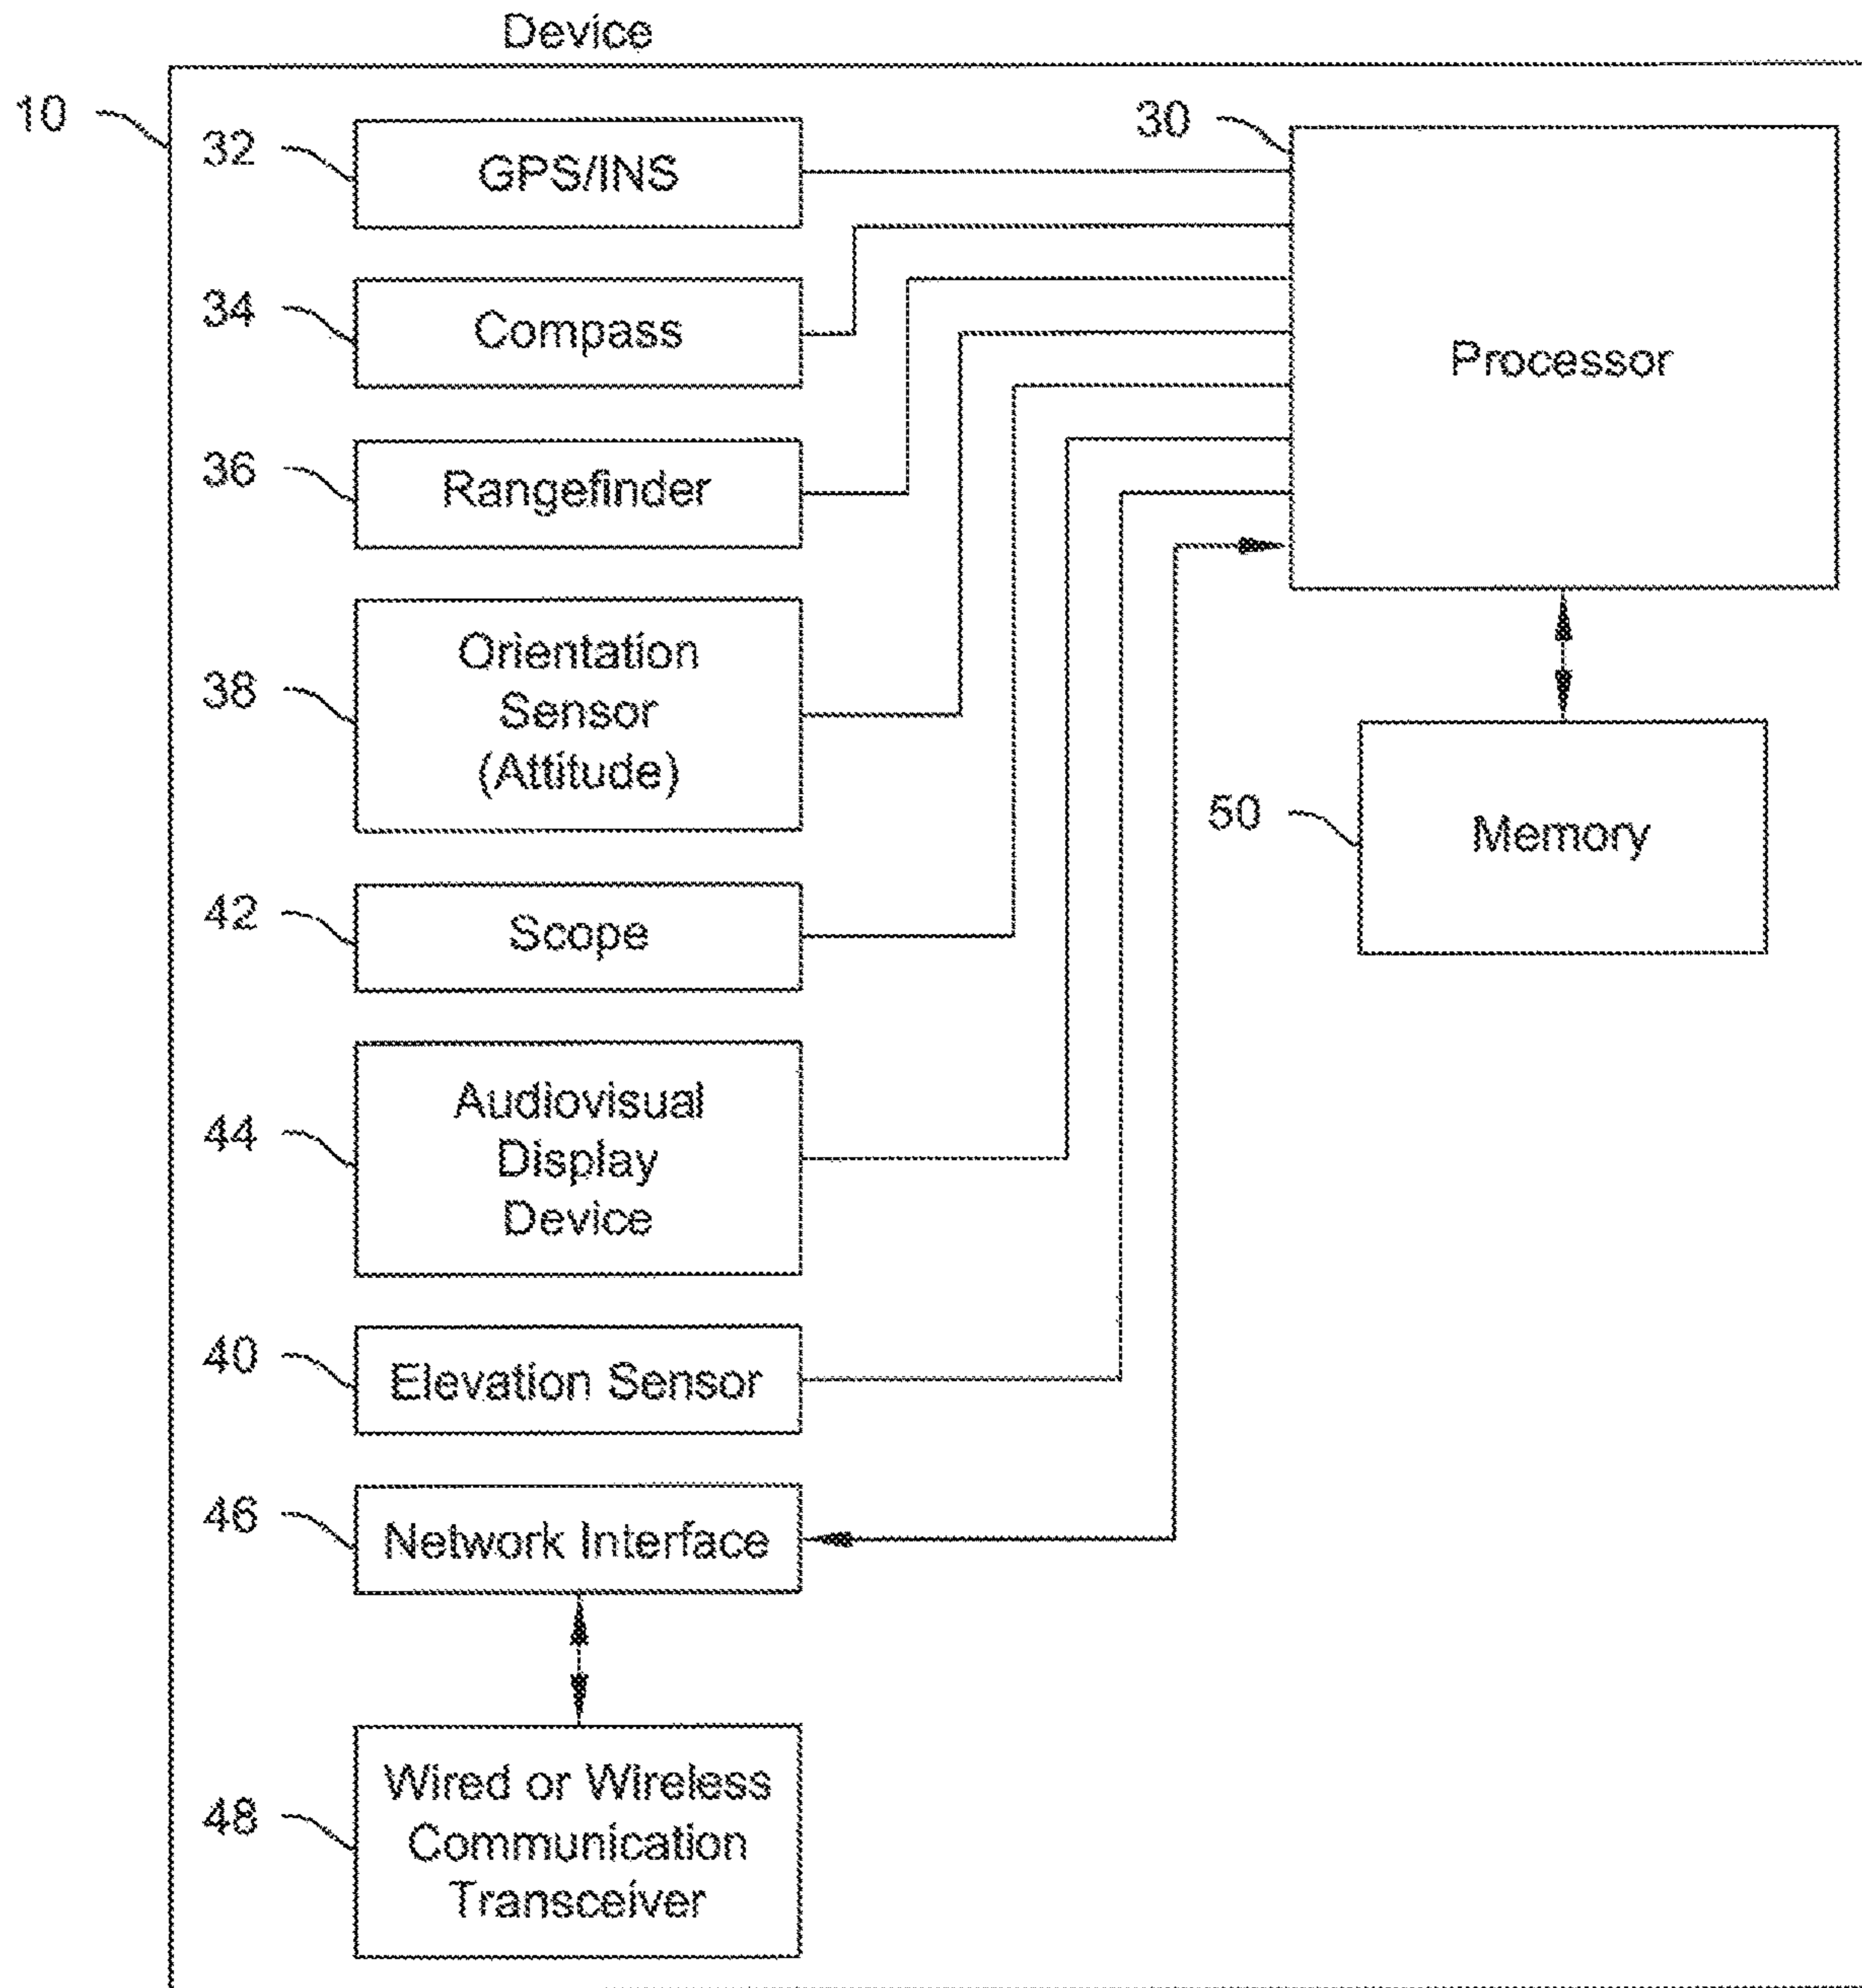 Device
10
32
GPS/INS
30
Processor
34
Compass
36
Rangefinder
38
Orientation
Sensor
(Attitude)
50
Memory
42
Scope
44
Audiovisual
Display
Device
40
Elevation Sensor
46
Network Interface
48
Wired or Wireless
Communication
Transceiver